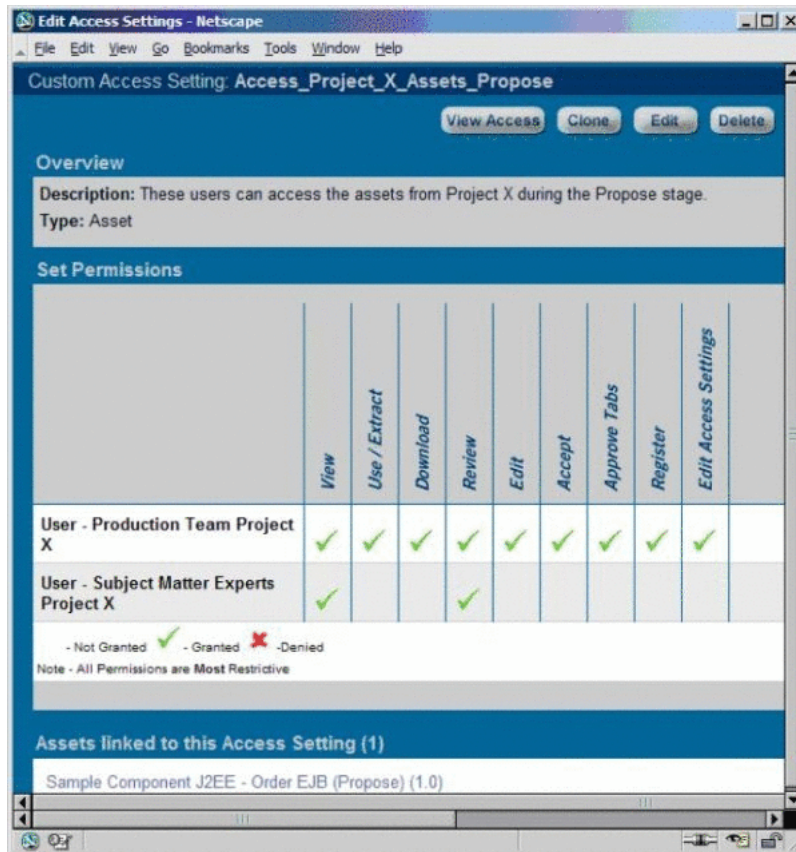 Edit Access Settings - Netscape
File Edit View Go Bookmarks Tools Window Help
Custom Access Setting: Access_Project_X_Assets_Propose
View Access Clone Edit Delete
Overview
Description: These users can access the assets from Project X during the Propose stage.
Type: Asset
Set Permissions
View
Use / Extract
Download
Review
Edit
Accept
Approve Tabs
Register
Edit Access Settings
User - Production Team Project
X
User - Subject Matter Experts
Project X
- Not Granted - Granted -Denied
Note - All Permissions are Most Restrictive
Assets linked to this Access Setting (1)
Sample Component J2EE - Order EJB (Propose) (1.0)